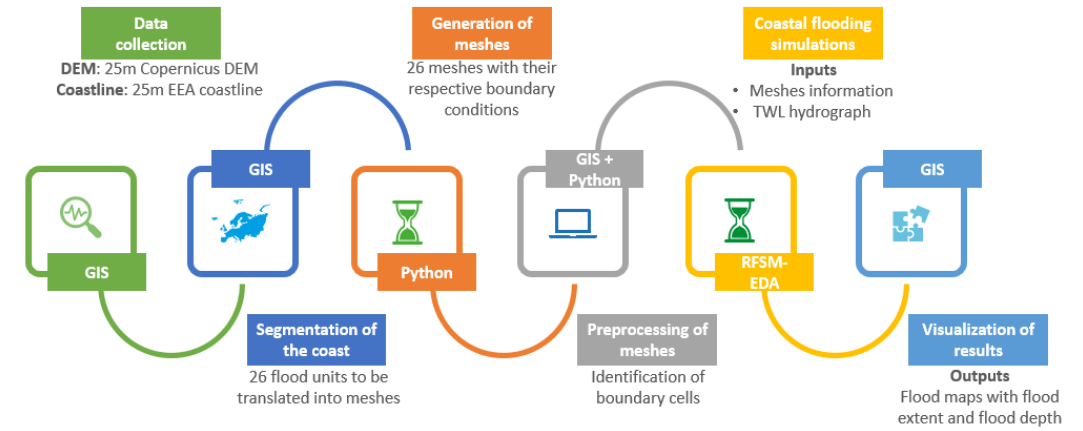 Data
collection
DEM: 25m Copernicus DEM
Coastline: 25m EEA coastline
Generation of
meshes
26 meshes with their
respective boundary
conditions
Coastal flooding
simulations
Inputs
• Meshes information
• TWL hydrograph
GIS
GIS
Python
GIS +
Python
RFSM-
EDA
GIS
Segmentation of
the coast
26 flood units to be
translated into meshes
Preprocessing of
meshes
Identification of
boundary cells
Visualization of
results
Outputs
Flood maps with flood
extent and flood depth